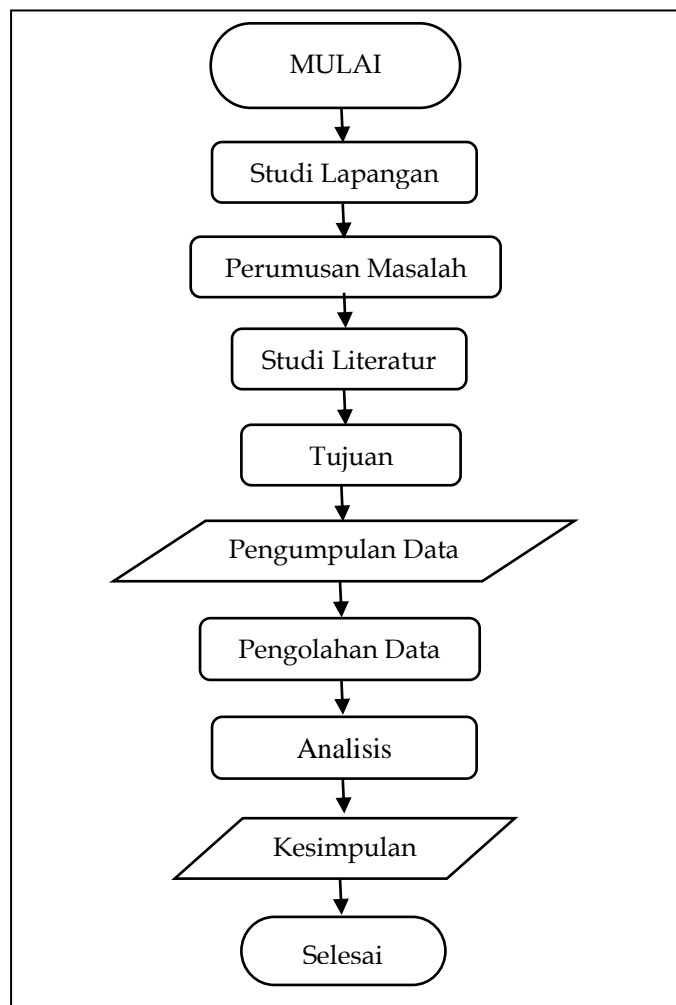 MULAI
Studi Lapangan
Perumusan Masalah
Studi Literatur
Tujuan
Pengumpulan Data
Pengolahan Data
Analisis
Kesimpulan
Selesai